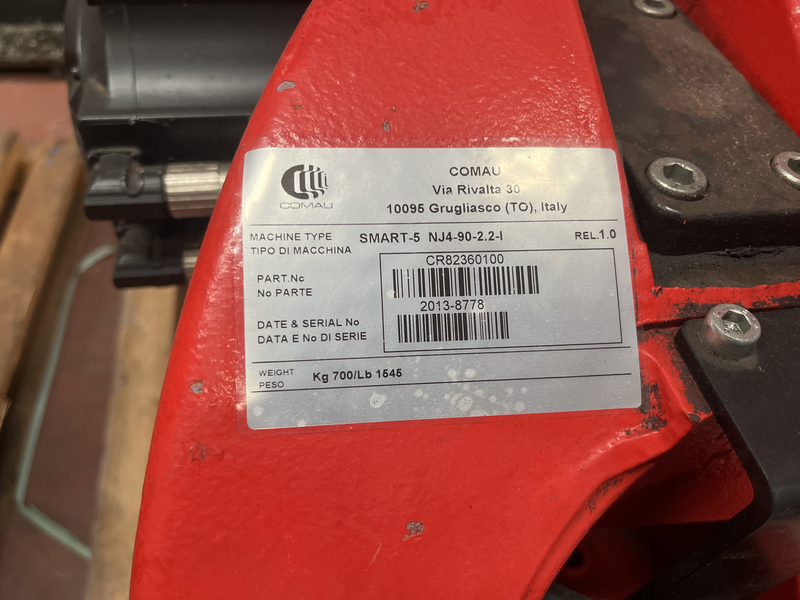 COMAU
COMAU
Via Rivalta 30
10095 Grugliasco (TO), Italy
MACHINE TYPE SMART-5 NJ4-90-2.2-I REL.1.0
TIPO DI MACCHINA
CR82360100
PART.Nc
No PARTE
2013-8778
DATE & SERIAL No
DATA E No DI SERIE
WEIGHT
PESO
Kg 700/Lb 1545